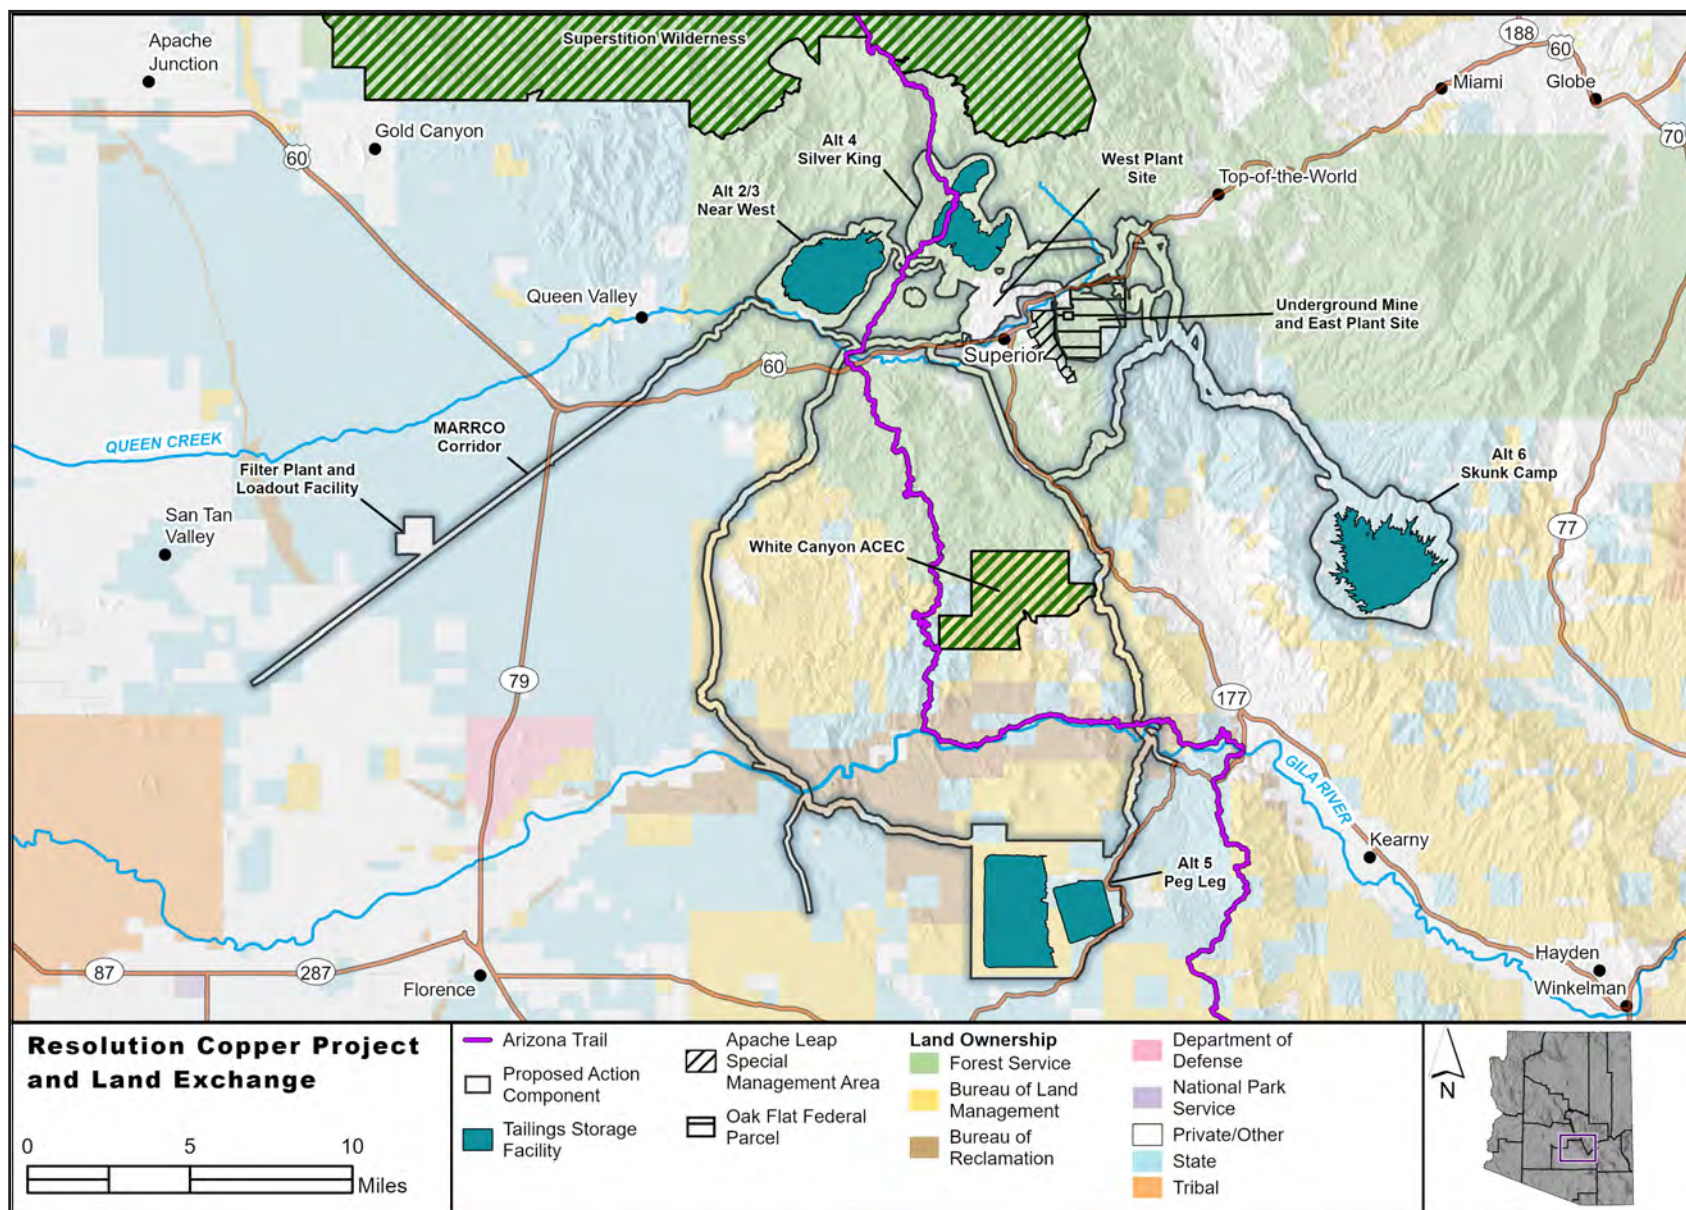 Superstition Wilderness
188
60
Apache
Junction
Miami
Globe
Gold Canyon
60
70
Alt 4
Silver King
West Plant
Site
Top-of-the-World
Alt 2/3
Near West
Queen Valley
Underground Mine
and East Plant Site
Superior
60
QUEEN CREEK
MARRCO
Corridor
Filter Plant and
Loadout Facility
Alt 6
Skunk Camp
San Tan
Valley
77
White Canyon ACEC
79
177
GILA RIVER
Kearny
Alt 5
Peg Leg
Hayden
Winkelman
87
287
Florence
Resolution Copper Project
and Land Exchange
0
5
10
Miles
Arizona Trail
Proposed Action
Component
Tailings Storage
Facility
Apache Leap
Special
Management Area
Oak Flat Federal
Parcel
Land Ownership
Forest Service
Bureau of Land
Management
Bureau of
Reclamation
Department of
Defense
National Park
Service
Private/Other
State
Tribal
N